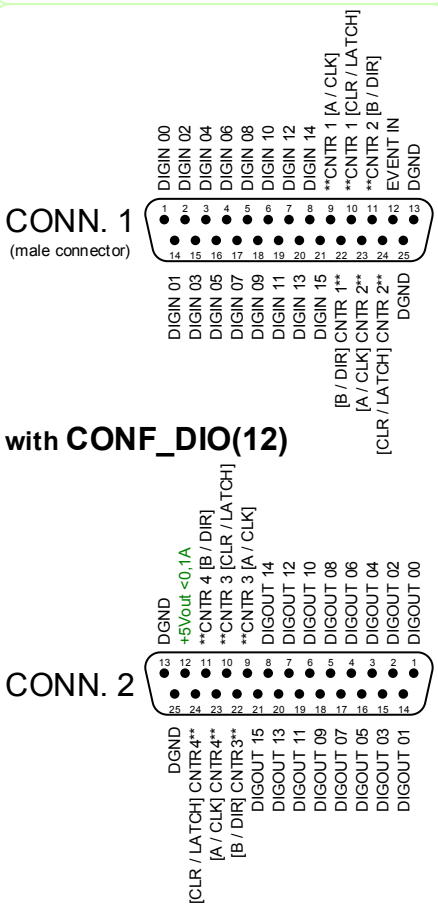 DIGIN 00
DIGIN 02
DIGIN 04
DIGIN 06
DIGIN 08
DIGIN 10
DIGIN 12
DIGIN 14
**CNTR 1 [A / CLK]
**CNTR 1 [CLR / LATCH]
**CNTR 2 [B / DIR]
EVENT IN
DGND
CONN. 1
(male connector)
1 2 3 4 5 6 7 8 9 10 11 12 13
14 15 16 17 18 19 20 21 22 23 24 25
DIGIN 01
DIGIN 03
DIGIN 05
DIGIN 07
DIGIN 09
DIGIN 11
DIGIN 13
DIGIN 15
[B / DIR] CNTR 1**
[A / CLK] CNTR 2**
[CLR / LATCH] CNTR 2**
DGND
with CONF_DIO(12)
DGND
+5Vout <0,1A
**CNTR 4 [B / DIR]
**CNTR 3 [CLR / LATCH]
**CNTR 3 [A / CLK]
DIGOUT 14
DIGOUT 12
DIGOUT 10
DIGOUT 08
DIGOUT 06
DIGOUT 04
DIGOUT 02
DIGOUT 00
CONN. 2
13 12 11 10 9 8 7 6 5 4 3 2 1
25 24 23 22 21 20 19 18 17 16 15 14
DGND
[CLR / LATCH] CNTR4**
[A / CLK] CNTR4**
[B / DIR] CNTR3**
DIGOUT 15
DIGOUT 13
DIGOUT 11
DIGOUT 09
DIGOUT 07
DIGOUT 05
DIGOUT 03
DIGOUT 01